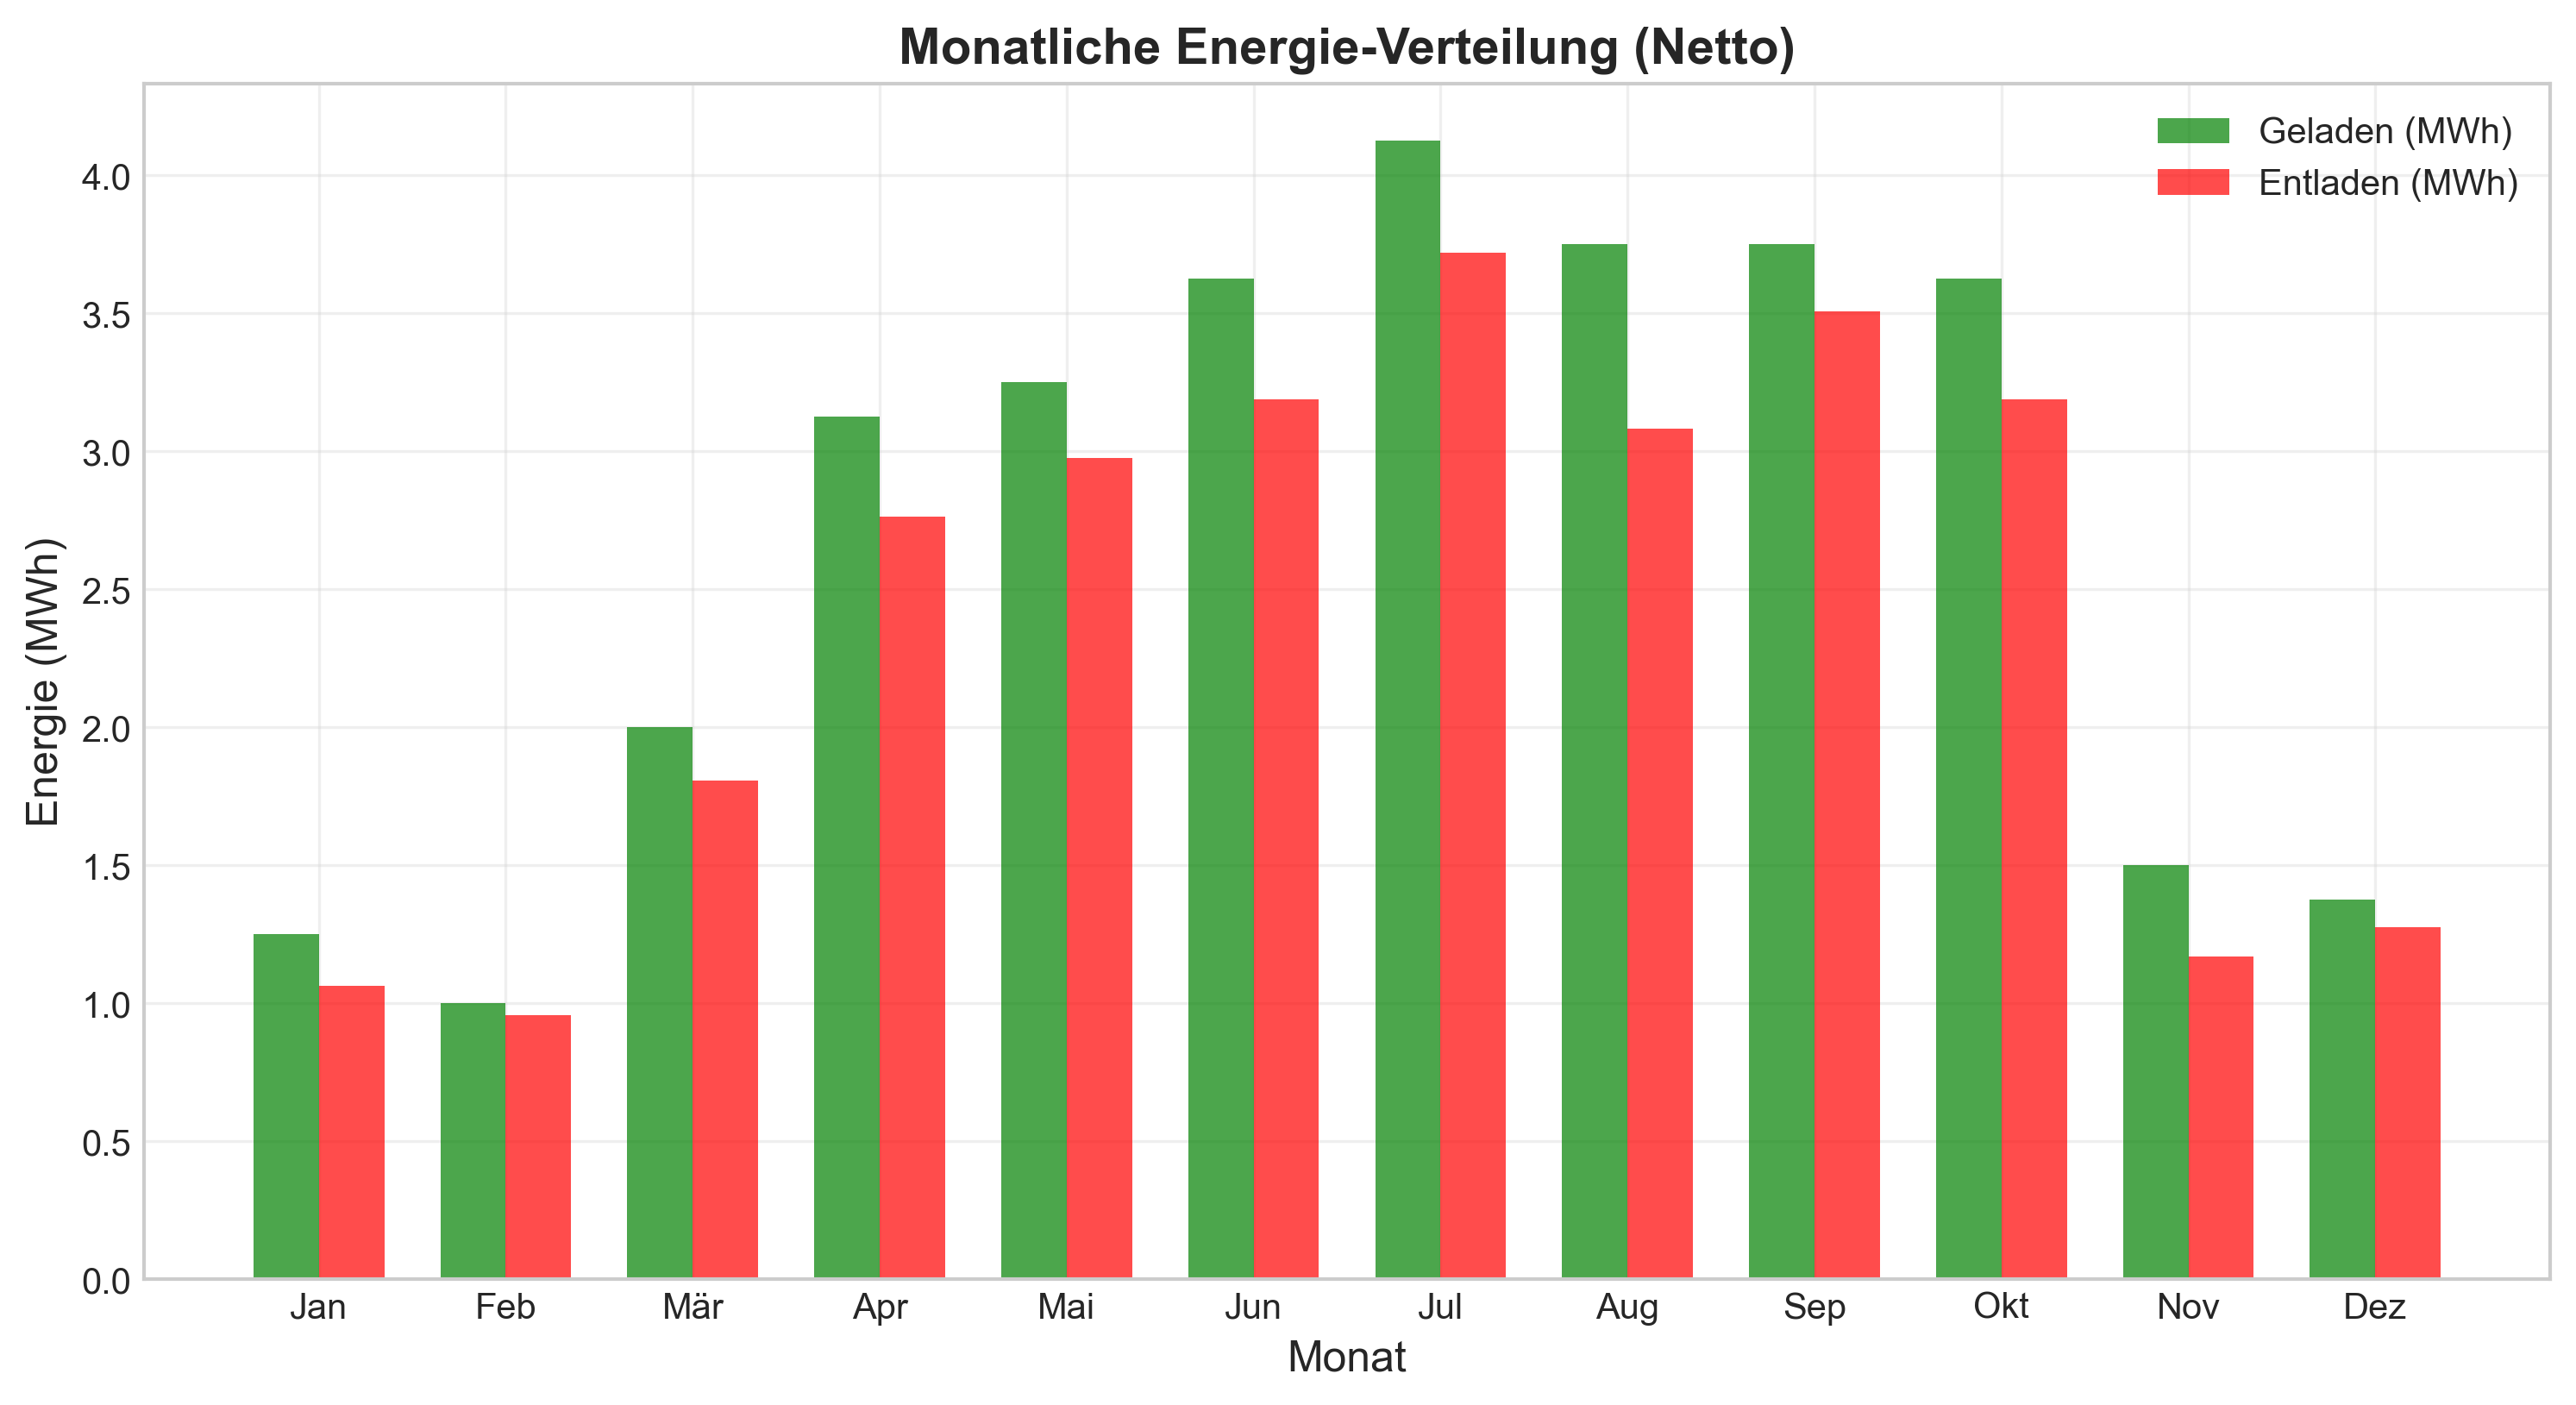 Monatliche Energie-Verteilung (Netto)
Geladen (MWh)
Entladen (MWh)
Energie (MWh)
4.0
3.5
3.0
2.5
2.0
1.5
1.0
0.5
0.0
Jan Feb Mär Apr Mai Jun Jul Aug Sep Okt Nov Dez
Monat